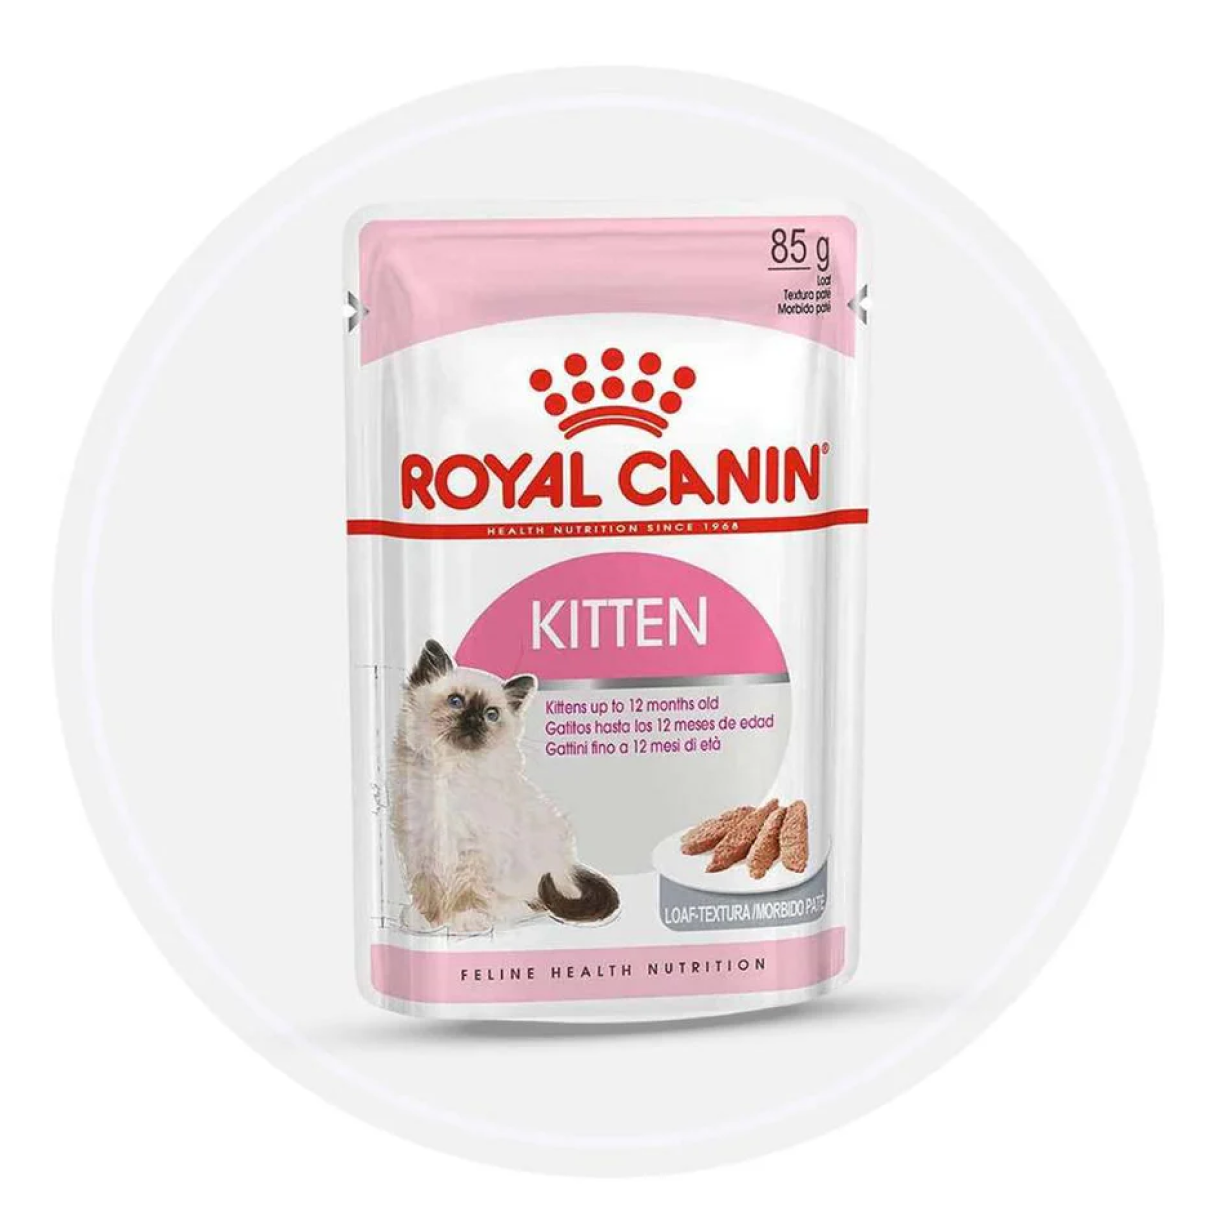 85 g
Loaf
Textura paté
Morbido paté
ROYAL CANIN®
HEALTH NUTRITION SINCE 1968
KITTEN
Kittens up to 12 months old
Gatitos hasta los 12 meses de edad
Gattini fino a 12 mesi di età
LOAF-TEXTURA/MORBIDO PATÉ
FELINE HEALTH NUTRITION